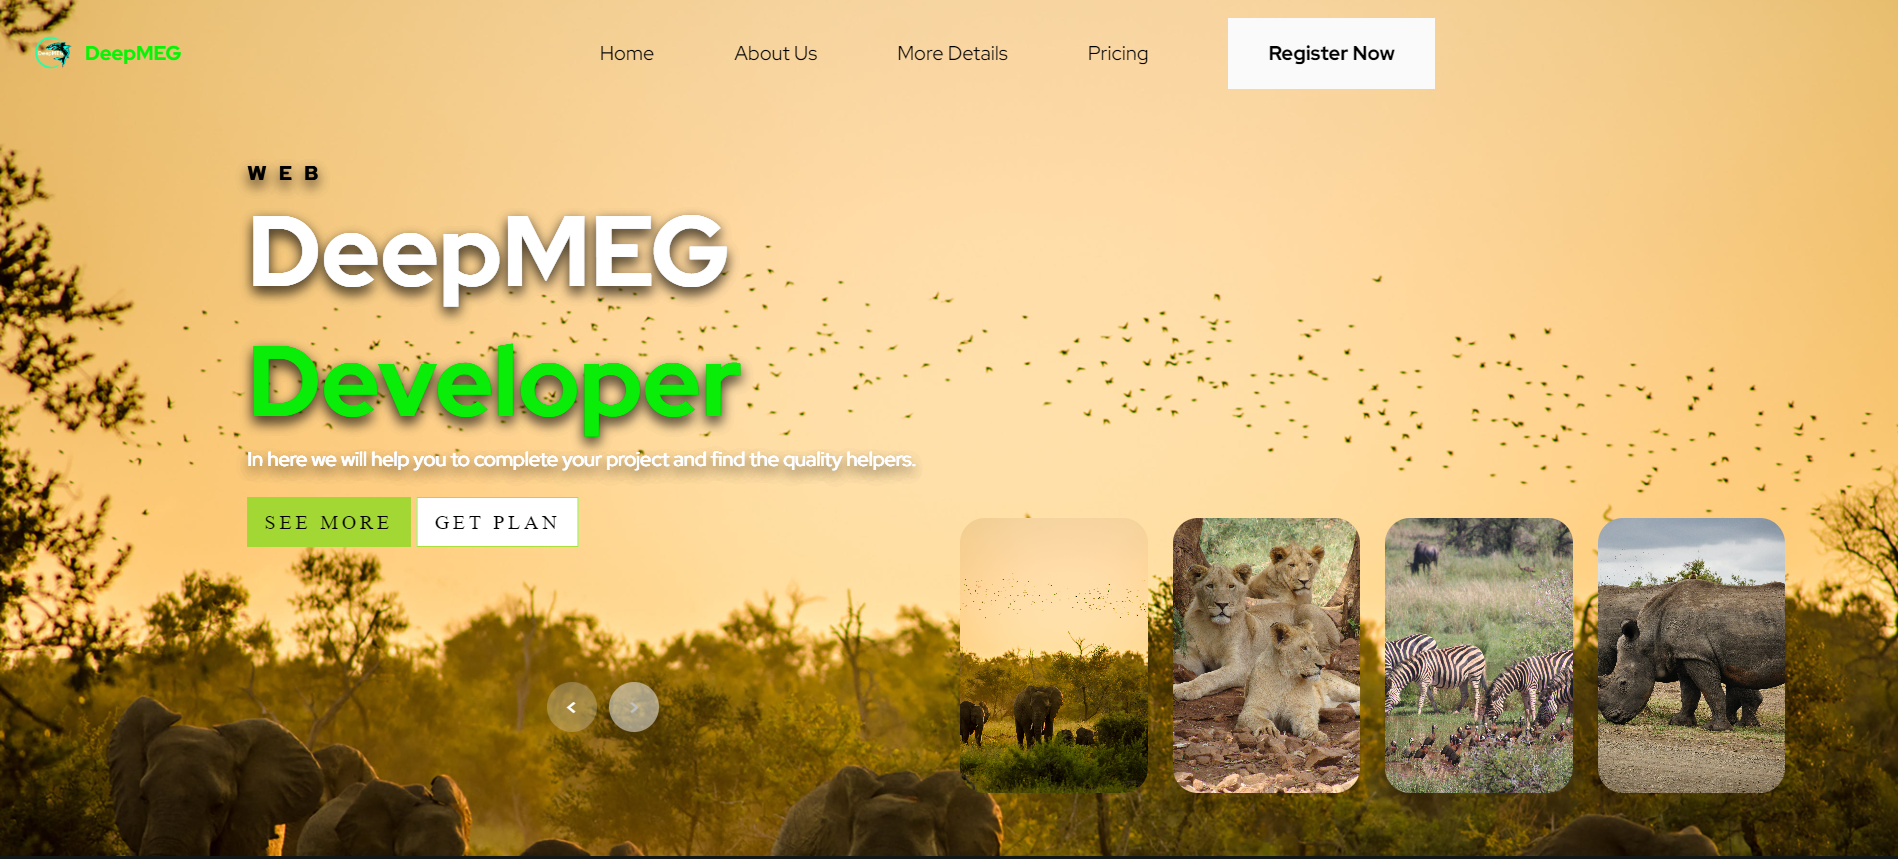 DeepMEG
Home About Us More Details Pricing Register Now
WEB
DeepMEG
Developer
In here we will help you to complete your project and find the quality helpers.
SEE MORE GET PLAN